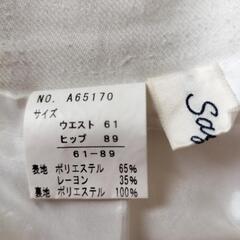 NO. A65170
サイズ
ウエスト 61
ヒップ 89
61-89
表地 ポリエステル 65%
レーヨン 35%
裏地 ポリエステル 100%